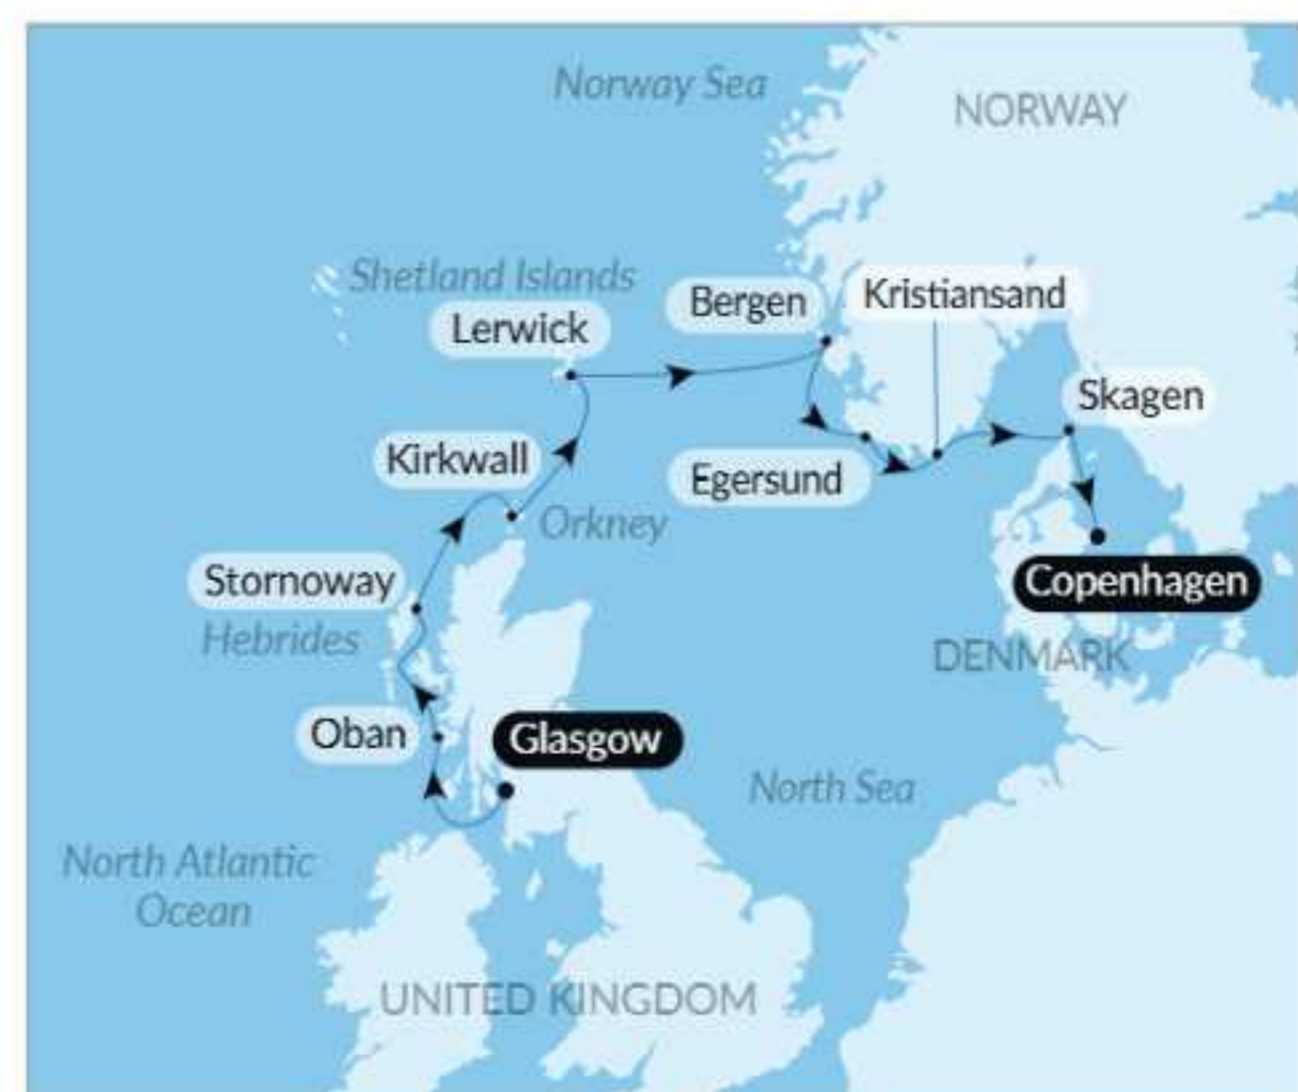 Norway Sea
NORWAY
Shetland Islands
Bergen
Kristiansand
Lerwick
Skagen
Kirkwall
Egersund
Orkney
Stornoway
Copenhagen
Hebrides
DENMARK
Oban
Glasgow
North Sea
North Atlantic
Ocean
UNITED KINGDOM